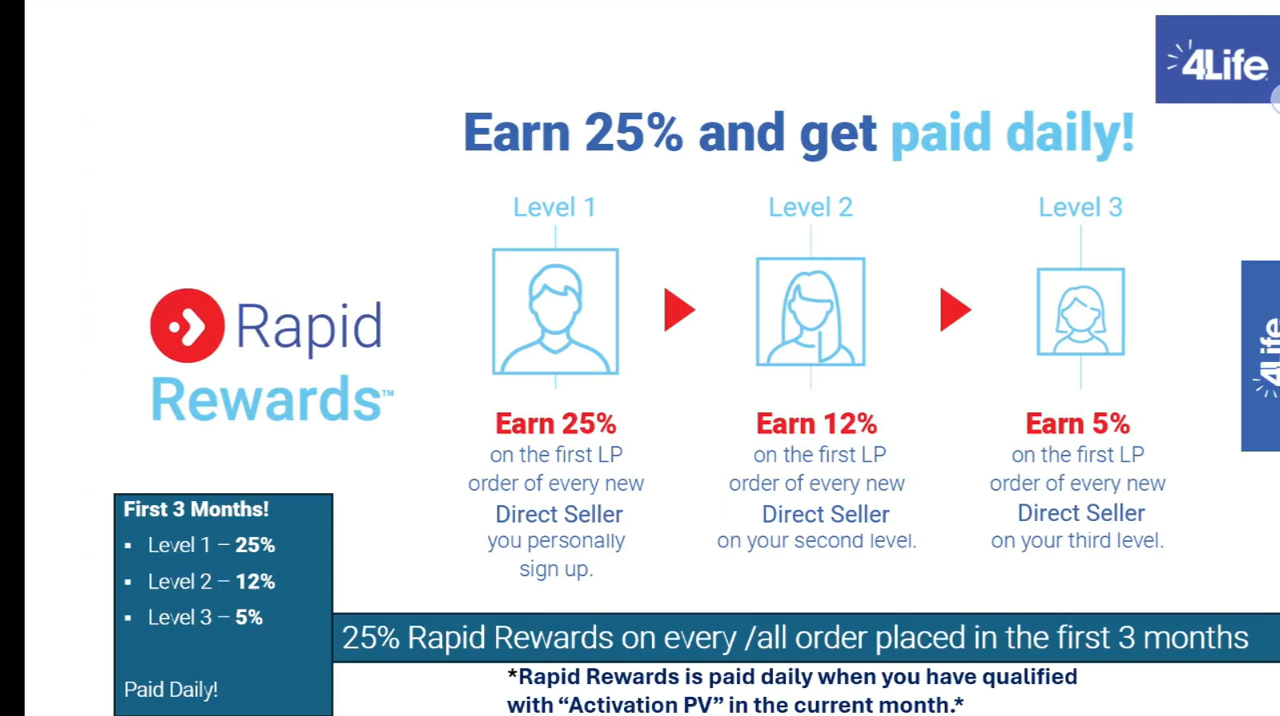 4Life
Earn 25% and get paid daily!
Level 1
Level 2
Level 3
Rapid
Rewards™
Earn 25%
on the first LP
order of every new
Direct Seller
you personally
sign up.
Earn 12%
on the first LP
order of every new
Direct Seller
on your second level.
Earn 5%
on the first LP
order of every new
Direct Seller
on your third level.
4Life
First 3 Months!
▪ Level 1 – 25%
▪ Level 2 – 12%
▪ Level 3 – 5%
Paid Daily!
25% Rapid Rewards on every /all order placed in the first 3 months
*Rapid Rewards is paid daily when you have qualified
with “Activation PV” in the current month.*